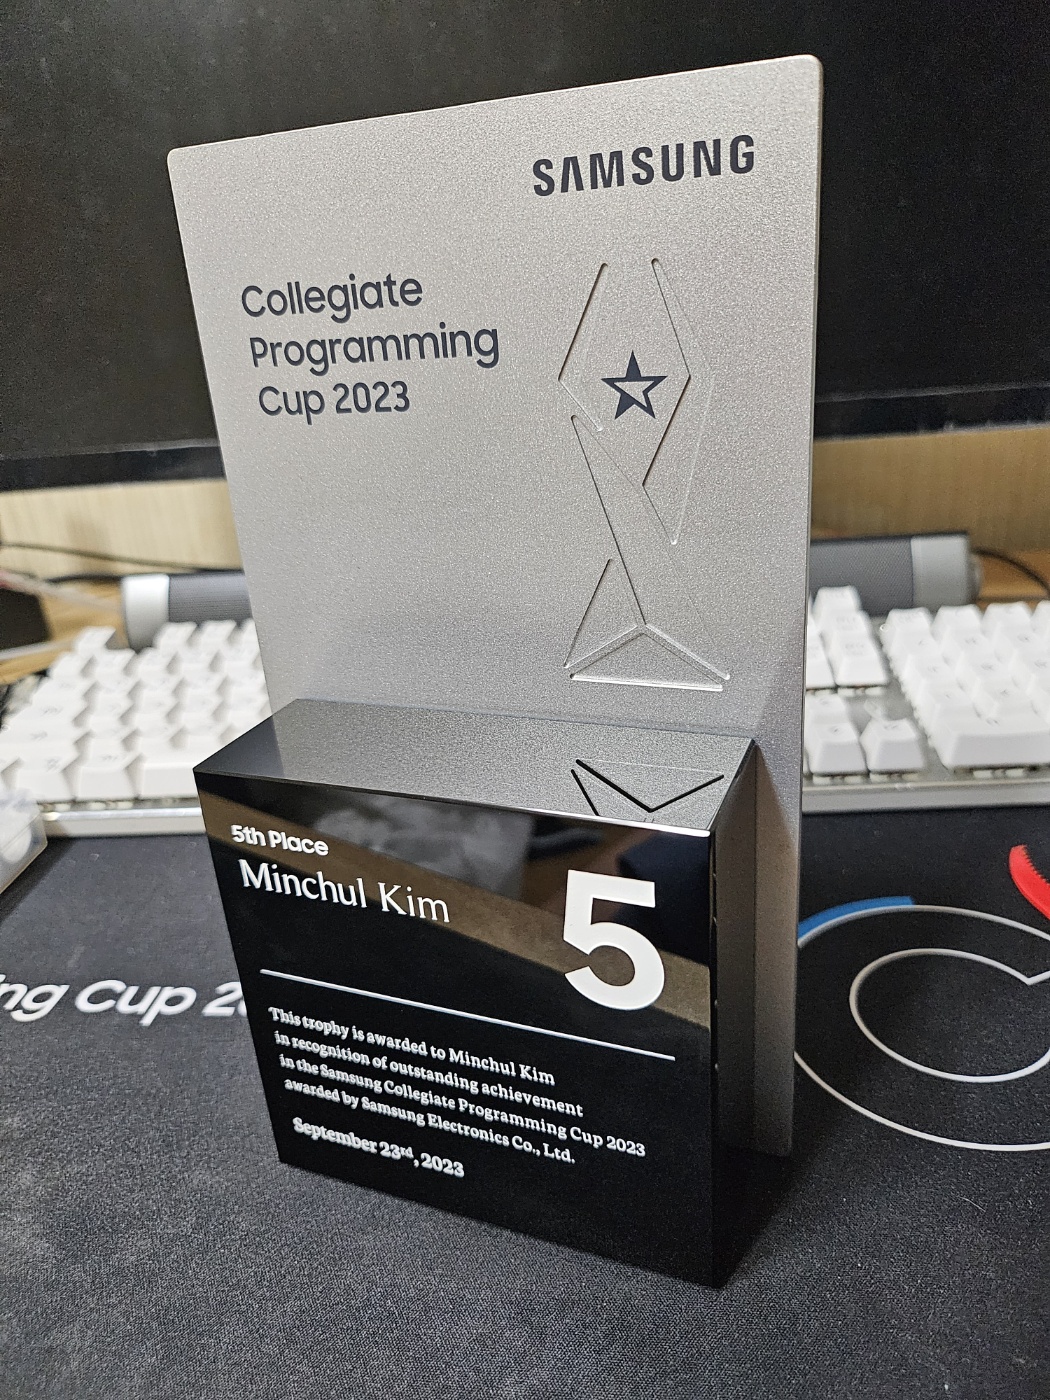 SAMSUNG
Collegiate
Programming
Cup 2023
5th Place
Minchul Kim
5
This trophy is awarded to Minchul Kim
in recognition of outstanding achievement
in the Samsung Collegiate Programming Cup 2023
awarded by Samsung Electronics Co., Ltd.
September 23rd, 2023
ng Cup 2